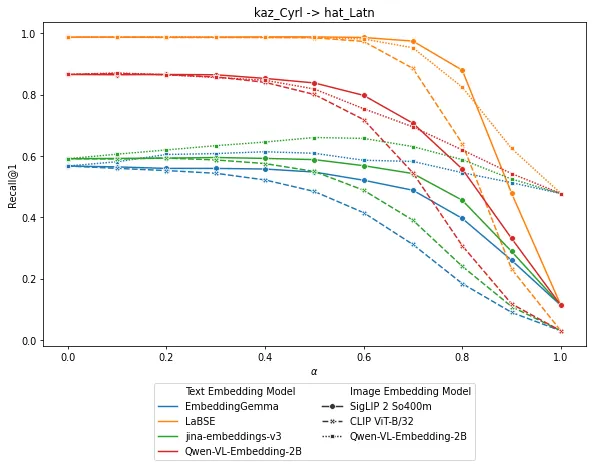 kaz_Cyrl -> hat_Latn
1.0
0.8
0.6
0.4
0.2
0.0
Recall@1
0.0 0.2 0.4 0.6 0.8 1.0
α
Text Embedding Model Image Embedding Model
EmbeddingGemma SigLIP 2 So400m
LaBSE CLIP ViT-B/32
jina-embeddings-v3 Qwen-VL-Embedding-2B
Qwen-VL-Embedding-2B